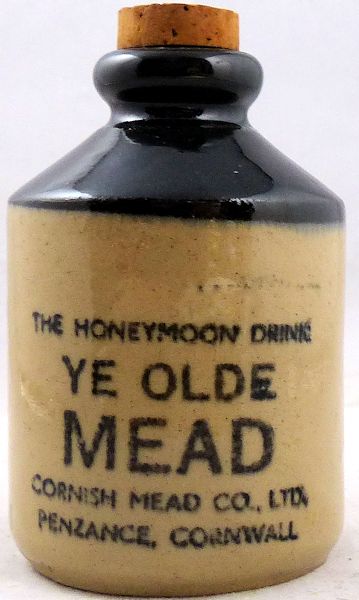 THE HONEYMOON DRINK
YE OLDE
MEAD
CORNISH MEAD CO., LTD.
PENZANCE, CORNWALL